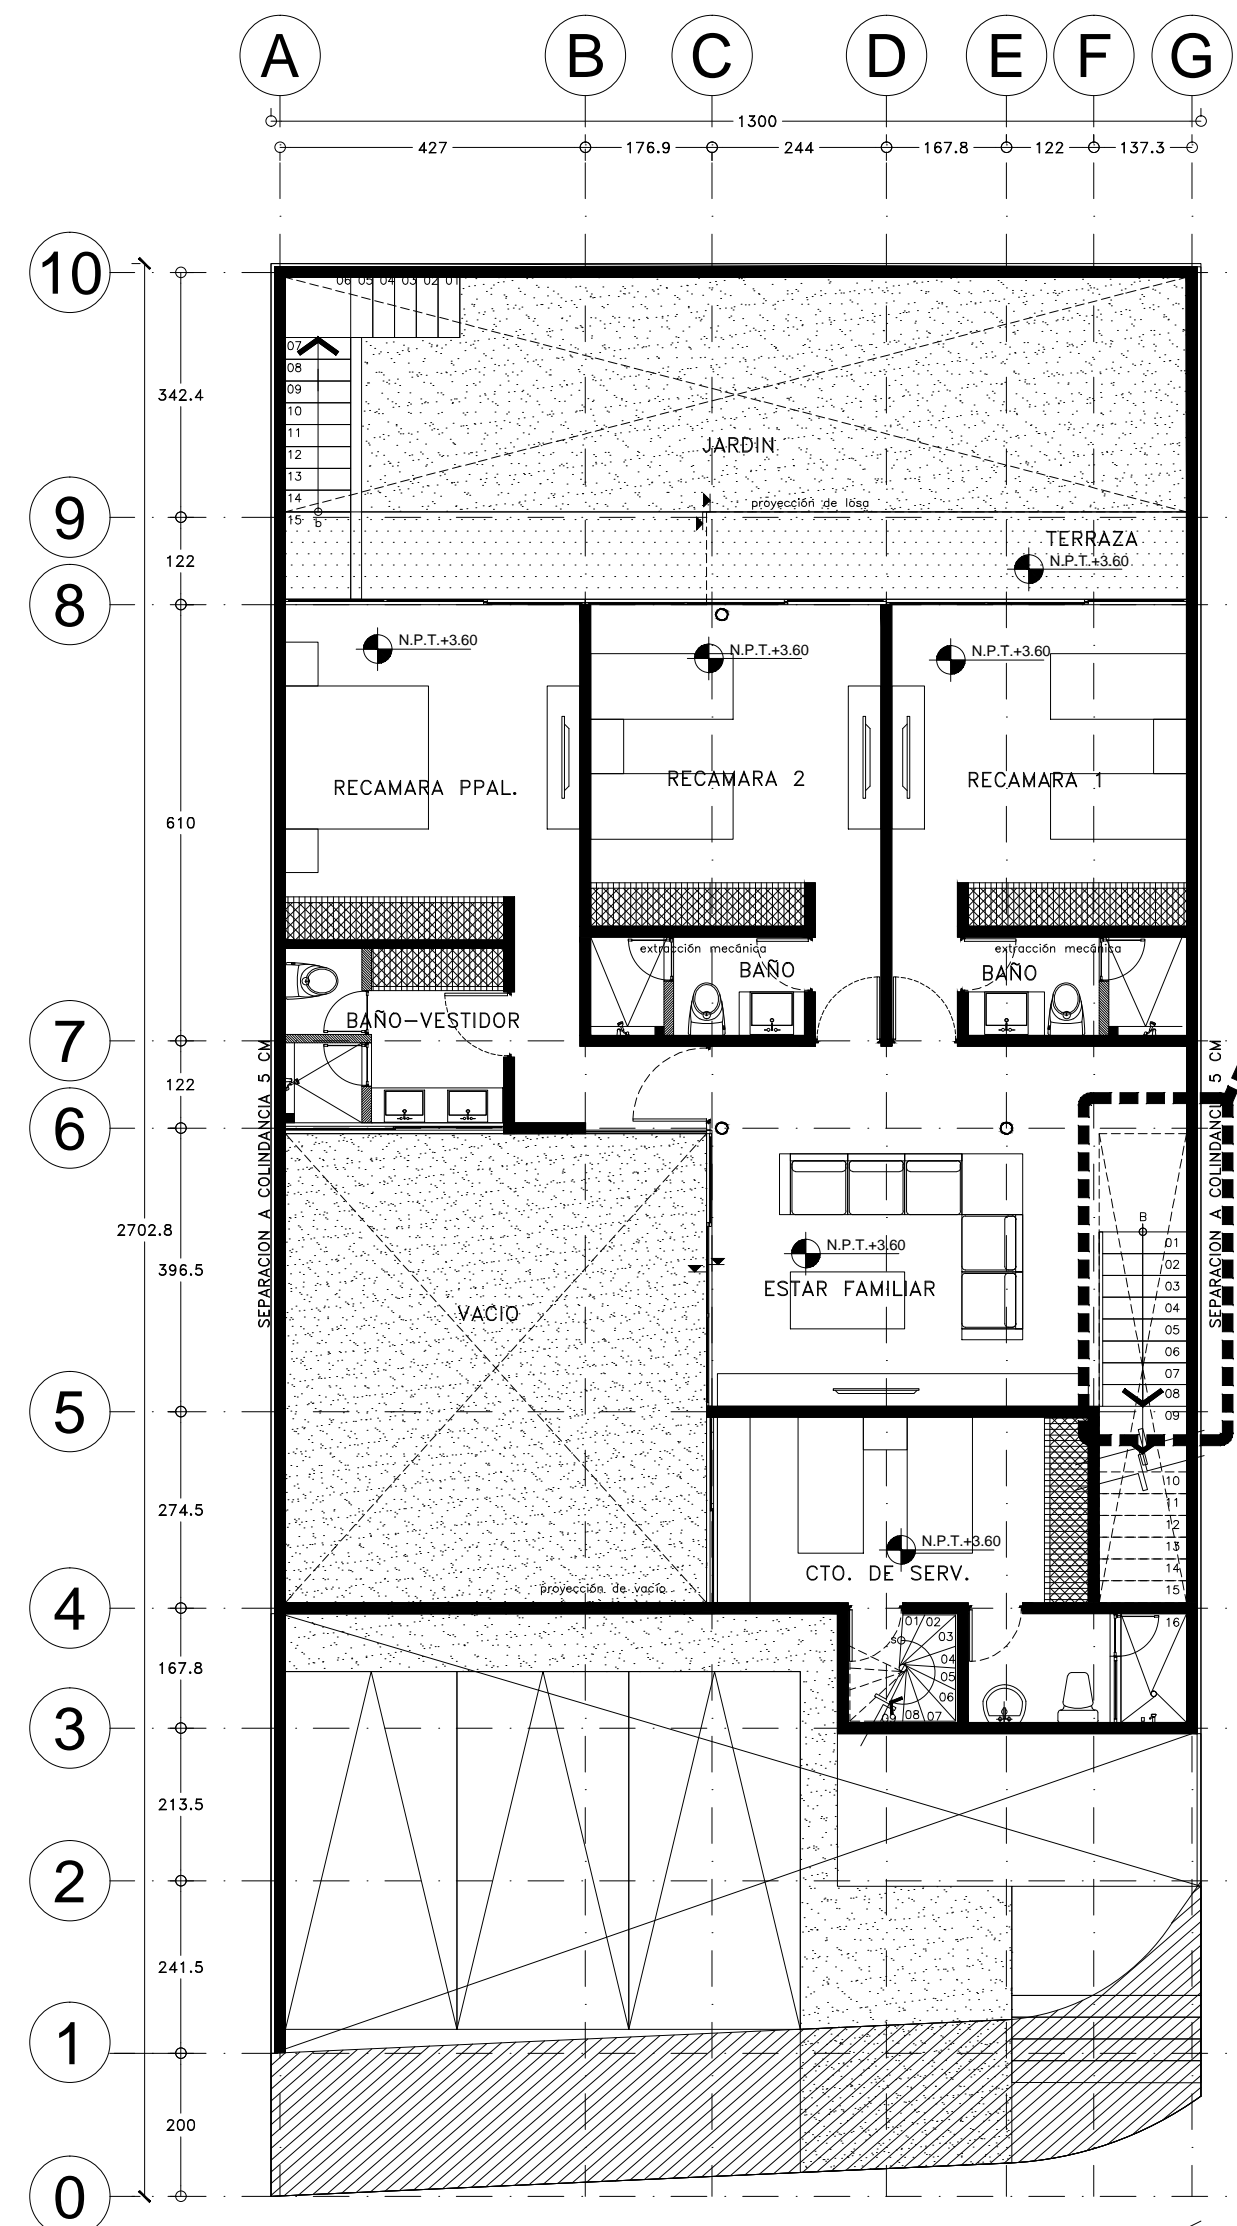 A B C D E F G
1300
427 176.9 244 167.8 122 137.3
10
06 05 04 03 02 01
07
08
342.4
09
10
11
JARDIN
12
13
14
proyección de losa
9
15
B
TERRAZA
122
N.P.T.+3.60
8
N.P.T.+3.60 N.P.T.+3.60 N.P.T.+3.60
RECAMARA PPAL. RECAMARA 2 RECAMARA 1
610
extracción mecánica extracción mecánica
BAÑO BAÑO
BAÑO-VESTIDOR
7
122
6
SEPARACION A COLINDANCIA 5 CM
SEPARACION A COLINDANCIA 5 CM
2702.8
B
01
N.P.T.+3.60
02
396.5
03
ESTAR FAMILIAR
VACIO
04
05
06
07
08
5
09
10
274.5
11
12
N.P.T.+3.60
13
CTO. DE SERV.
14
proyección de vacío
15
4
01 02
16
S
03
04
167.8
05
06
09 08 07
3
213.5
2
241.5
1
200
0